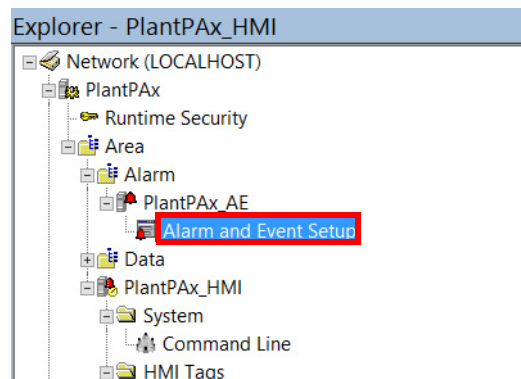 Explorer - PlantPAx_HMI
Network (LOCALHOST)
PlantPAx
Runtime Security
Area
Alarm
PlantPAx_AE
Alarm and Event Setup
Data
PlantPAx_HMI
System
Command Line
HMI Tags